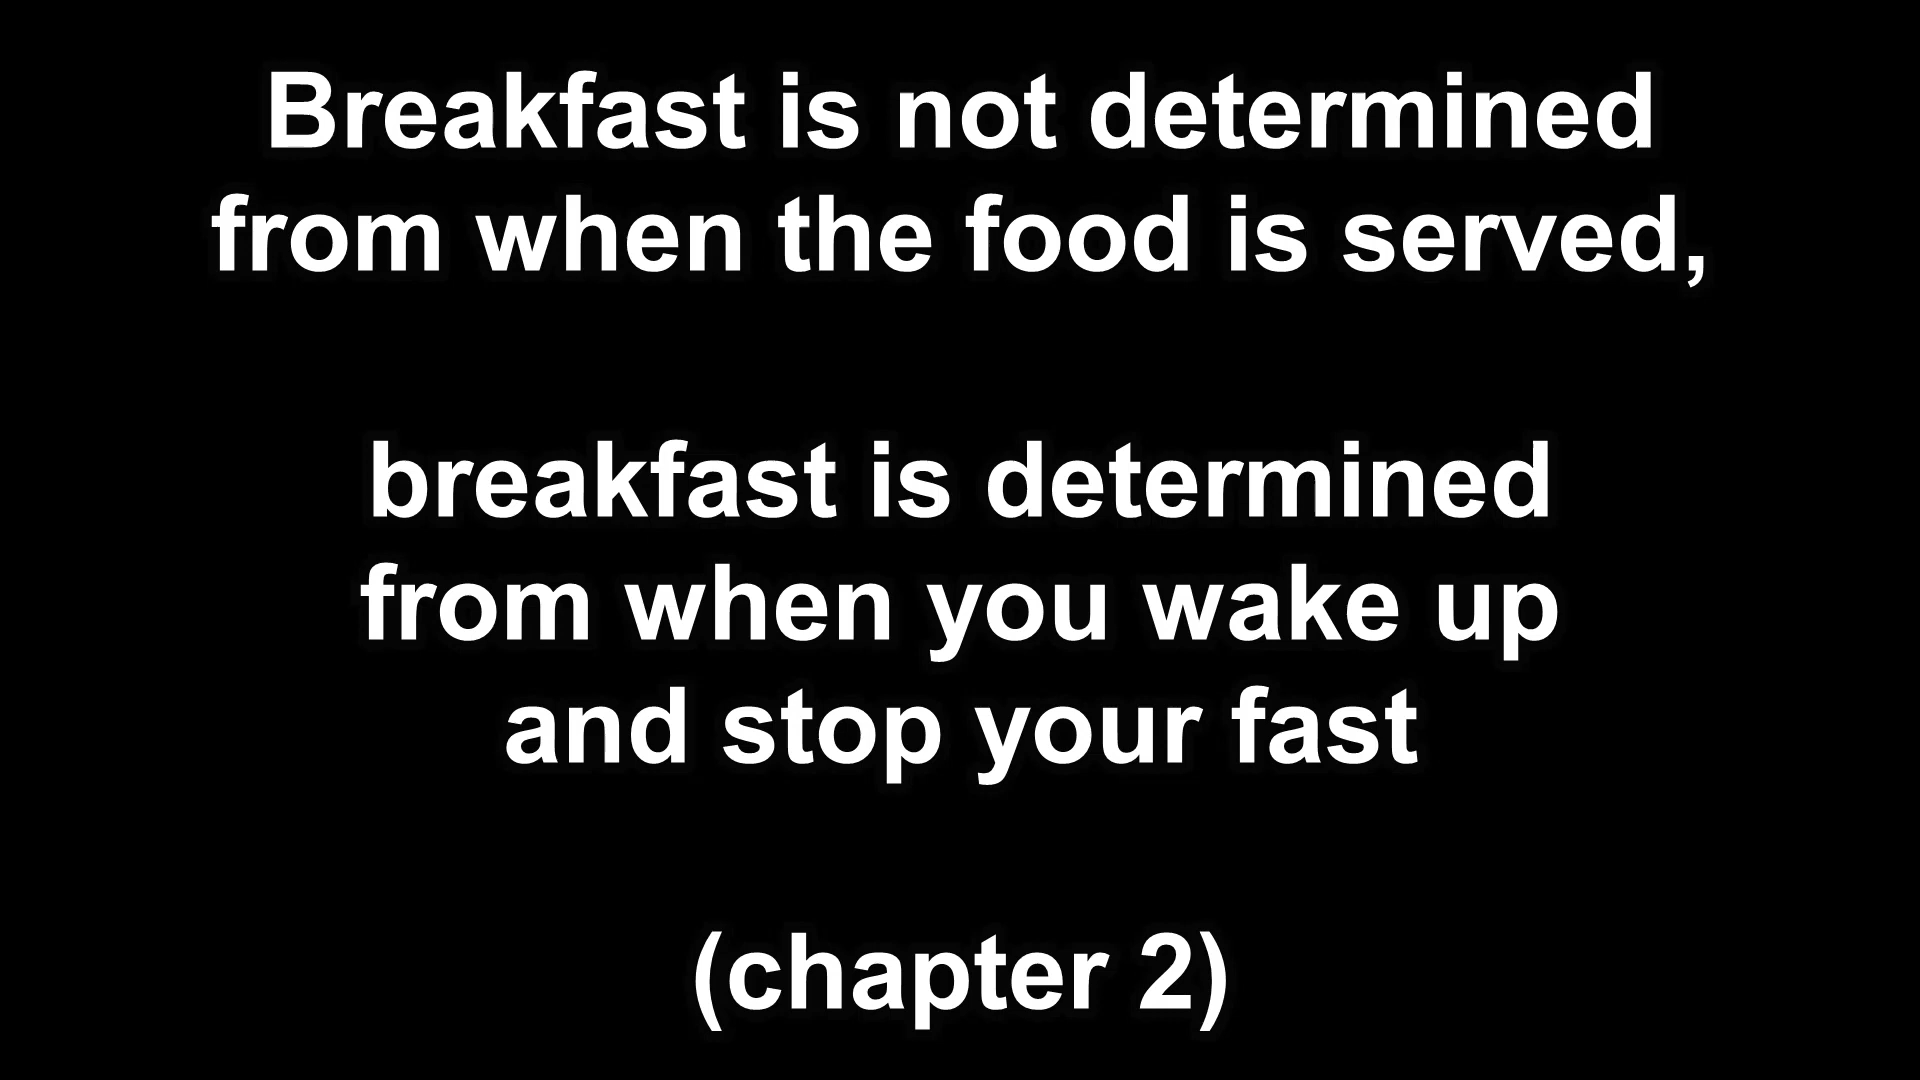 Breakfast is not determined
from when the food is served,
breakfast is determined
from when you wake up
and stop your fast
(chapter 2)